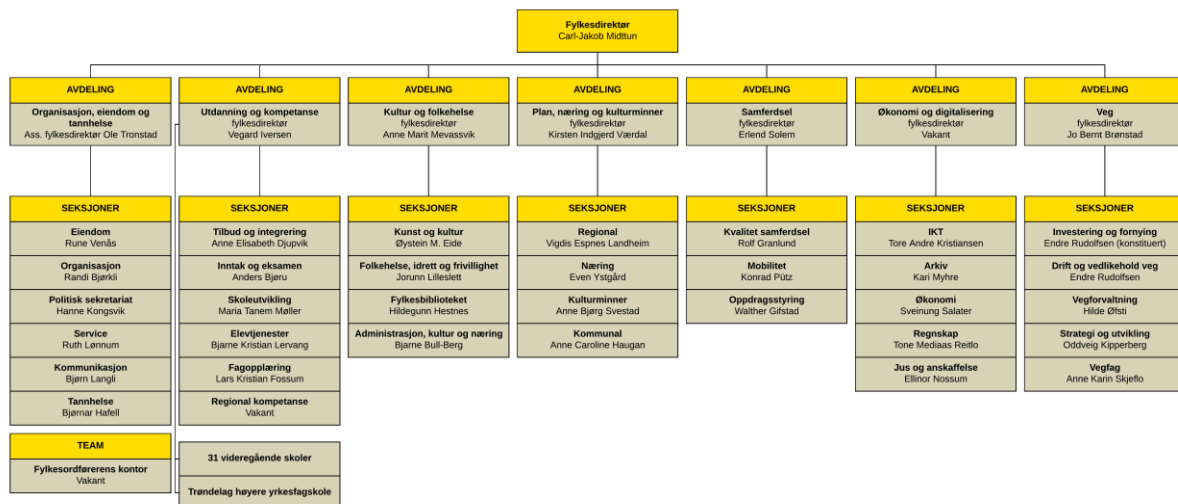 Fylkesdirektør
Carl-Jakob Midttun
AVDELING
Organisasjon, eiendom og
tannhelse
Ass. fylkesdirektør Ole Tronstad
AVDELING
Utdanning og kompetanse
fylkesdirektør
Vegard Iversen
AVDELING
Kultur og folkehelse
fylkesdirektør
Anne Marit Mevassvik
AVDELING
Plan, næring og kulturminner
fylkesdirektør
Kirsten Indgjerd Værdal
AVDELING
Samferdsel
fylkesdirektør
Erlend Solem
AVDELING
Økonomi og digitalisering
fylkesdirektør
Vakant
AVDELING
Veg
fylkesdirektør
Jo Bernt Brønstad
SEKSJONER
Eiendom
Rune Venås
Organisasjon
Randi Bjørkli
Politisk sekretariat
Hanne Kongsvik
Service
Ruth Lønnum
Kommunikasjon
Bjørn Langli
Tannhelse
Bjørnar Hafell
TEAM
Fylkesordførerens kontor
Vakant
SEKSJONER
Tilbud og integrering
Anne Elisabeth Djupvik
Inntak og eksamen
Anders Bjøru
Skoleutvikling
Maria Tanem Møller
Elevtjenester
Bjarne Kristian Lervang
Fagopplæring
Lars Kristian Fossum
Regional kompetanse
Vakant
31 videregående skoler
Trøndelag høyere yrkesfagskole
SEKSJONER
Kunst og kultur
Øystein M. Eide
Folkehelse, idrett og frivillighet
Jorunn Lilleslett
Fylkesbiblioteket
Hildegunn Hestnes
Administrasjon, kultur og næring
Bjarne Bull-Berg
SEKSJONER
Regional
Vigdis Espnes Landheim
Næring
Even Ystgård
Kulturminner
Anne Bjørg Svestad
Kommunal
Anne Caroline Haugan
SEKSJONER
Kvalitet samferdsel
Rolf Granlund
Mobilitet
Konrad Pütz
Oppdragsstyring
Walther Gifstad
SEKSJONER
IKT
Tore Andre Kristiansen
Arkiv
Kari Myhre
Økonomi
Sveinung Salater
Regnskap
Tone Mediaas Reitlo
Jus og anskaffelse
Ellinor Nossum
SEKSJONER
Investering og fornying
Endre Rudolfsen (konstituert)
Drift og vedlikehold veg
Endre Rudolfsen
Vegforvaltning
Hilde Øfsti
Strategi og utvikling
Oddveig Kipperberg
Vegfag
Anne Karin Skjeflo